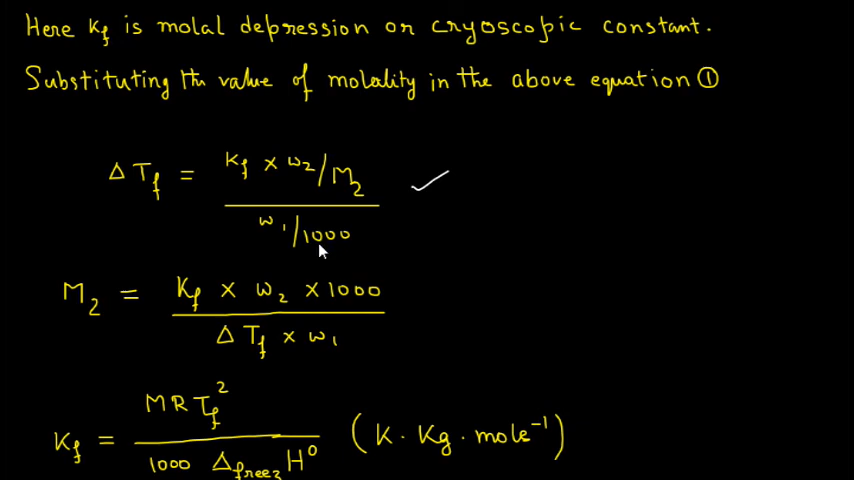 Here Kf is molal depression or cryoscopic constant.
Substituting the value of molality in the above equation ①
ΔTf = Kf × w2/M2
w1/1000
M2 = Kf × w2 × 1000
ΔTf × w1
Kf = MRTf²
1000 ΔfreezH⁰
(K · Kg · mole⁻¹)